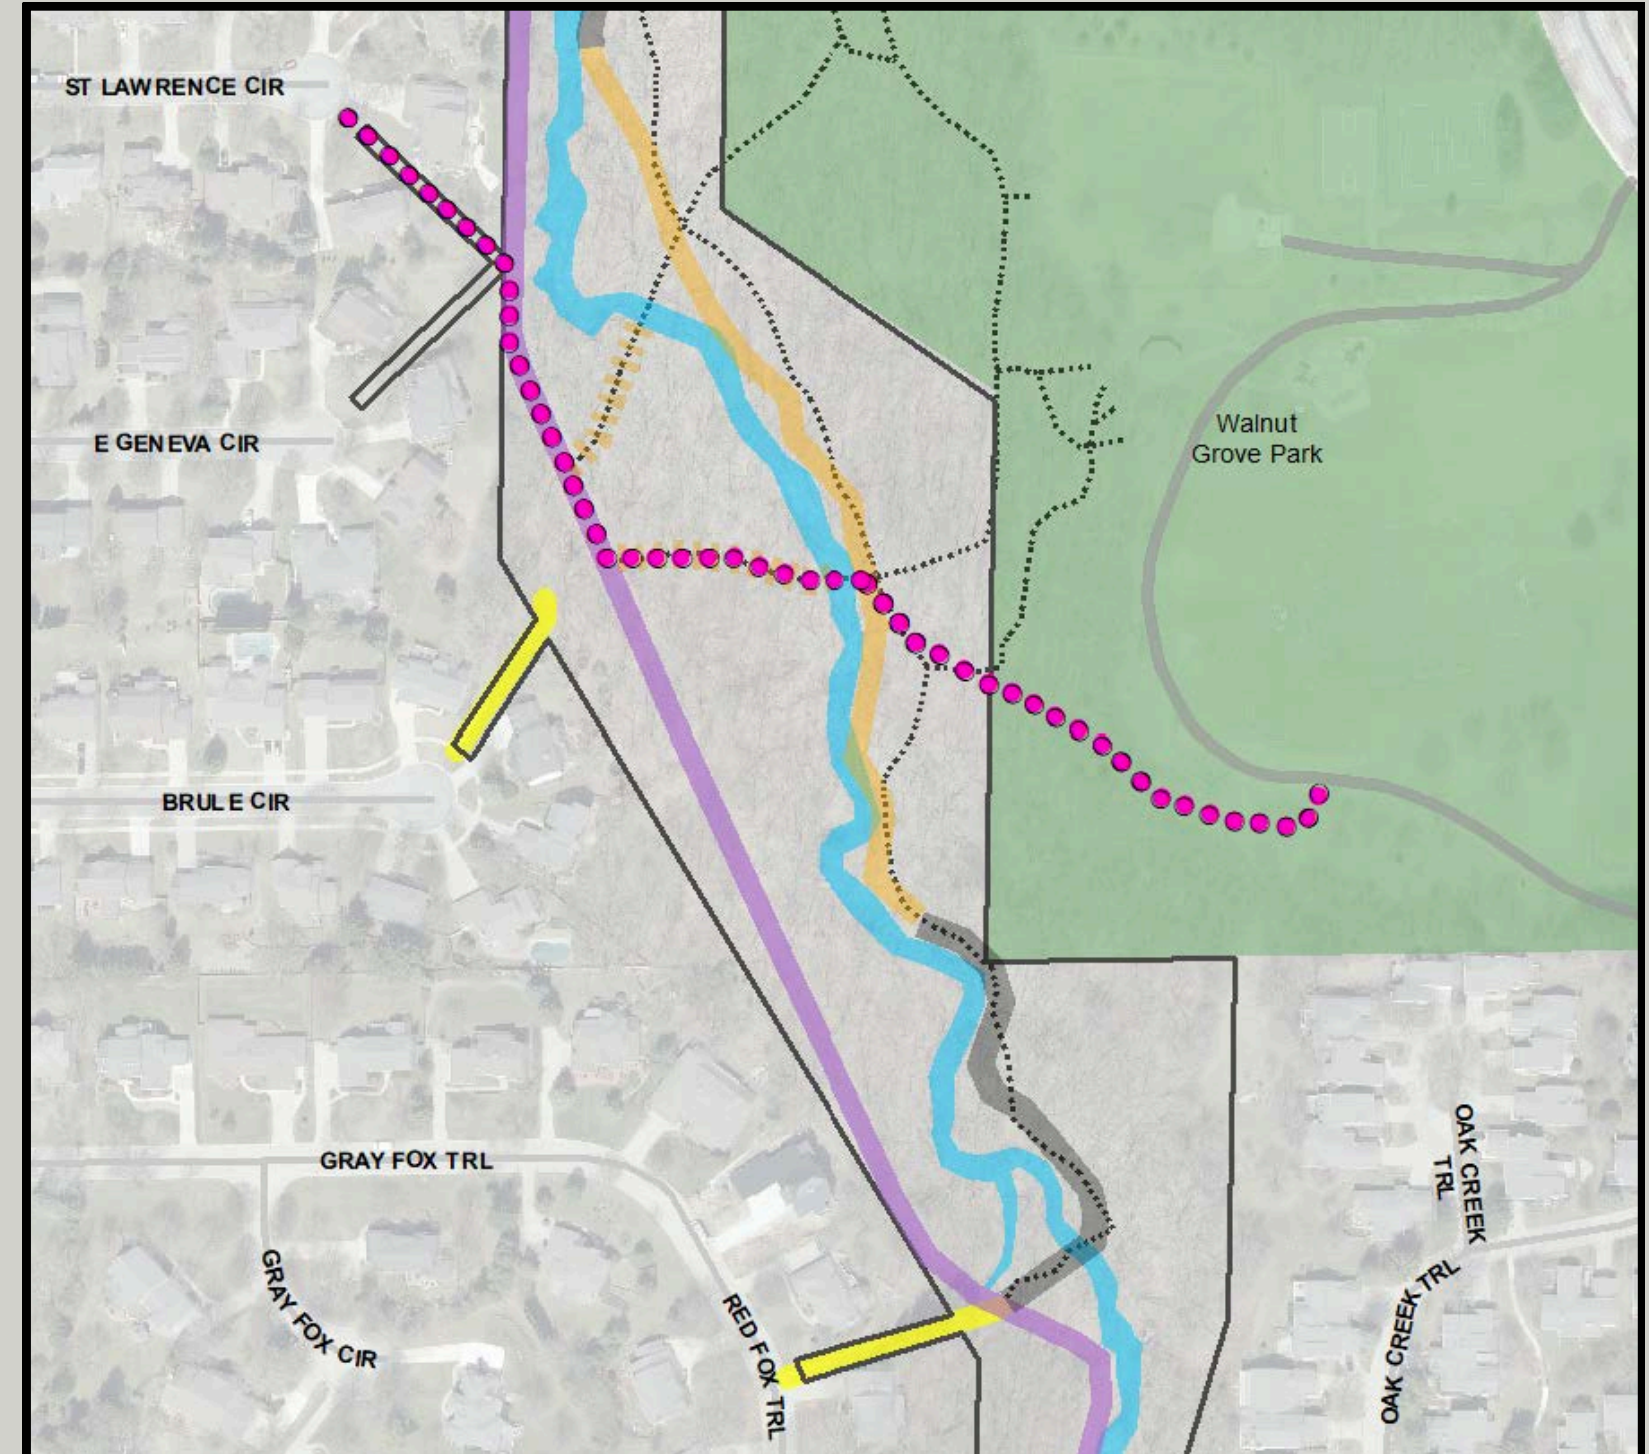 ST LAWRENCE CIR
E GENEVA CIR
Walnut
Grove Park
BRULE CIR
GRAY FOX TRL
OAK CREEK
TRL
GRAY FOX CIR
RED FOX TRL
OAK CREEK TRL